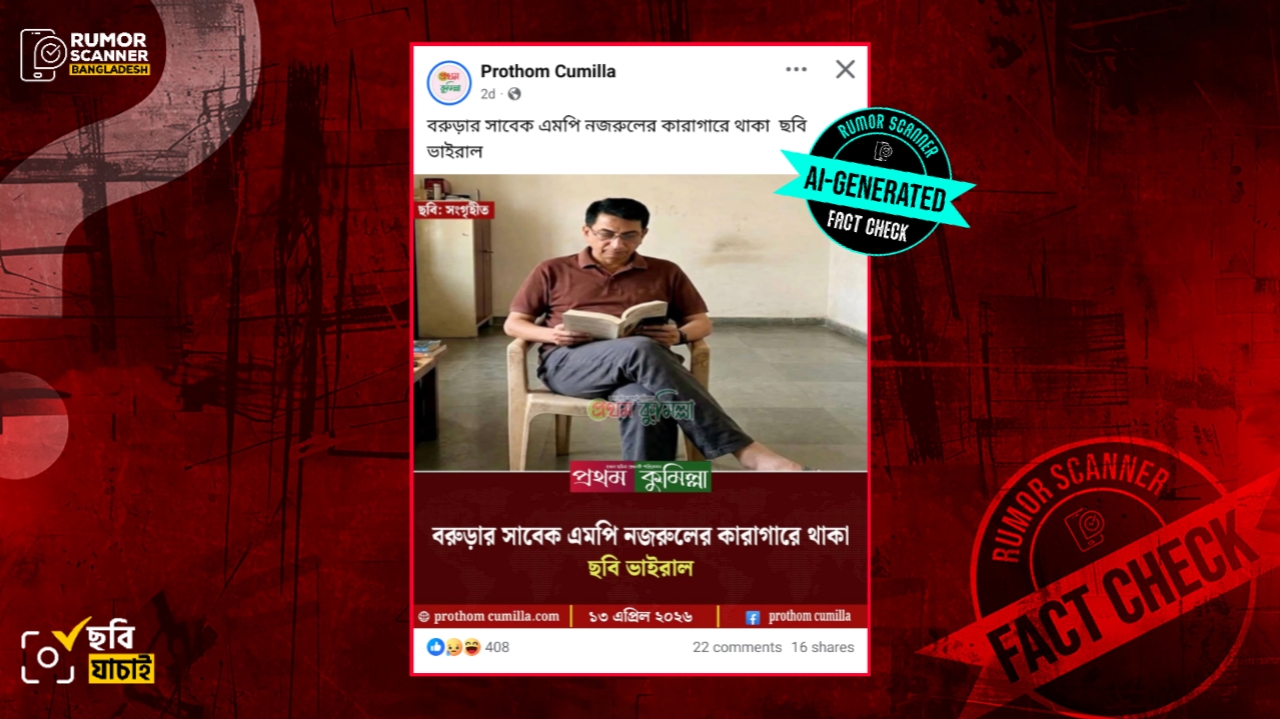 RUMOR
SCANNER
BANGLADESH
Prothom Cumilla
2d
বরুড়ার সাবেক এমপি নজরুলের কারাগারে থাকা ছবি
ভাইরাল
RUMOR SCANNER
AI-GENERATED
FACT CHECK
ছবি: সংগৃহীত
প্রথম কুমিল্লা
প্রথম কুমিল্লা
বরুড়ার সাবেক এমপি নজরুলের কারাগারে থাকা
ছবি ভাইরাল
prothom cumilla.com
১৩ এপ্রিল ২০২৬
prothom cumilla
408
22 comments 16 shares
RUMOR SCANNER
FACT CHECK
ছবি
যাচাই